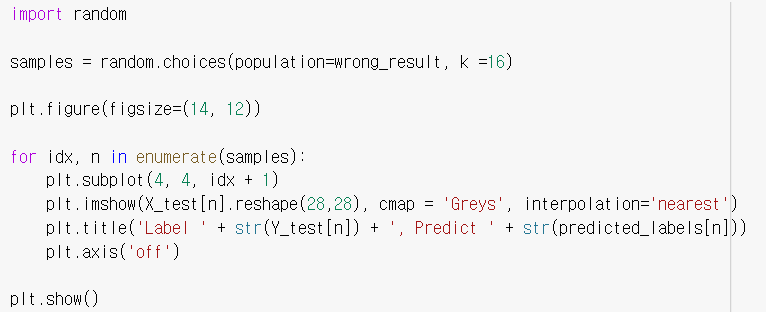 import random
samples = random.choices(population=wrong_result, k =16)
plt.figure(figsize=(14, 12))
for idx, n in enumerate(samples):
    plt.subplot(4, 4, idx + 1)
    plt.imshow(X_test[n].reshape(28,28), cmap = 'Greys', interpolation='nearest')
    plt.title('Label ' + str(Y_test[n]) + ', Predict ' + str(predicted_labels[n]))
    plt.axis('off')
plt.show()